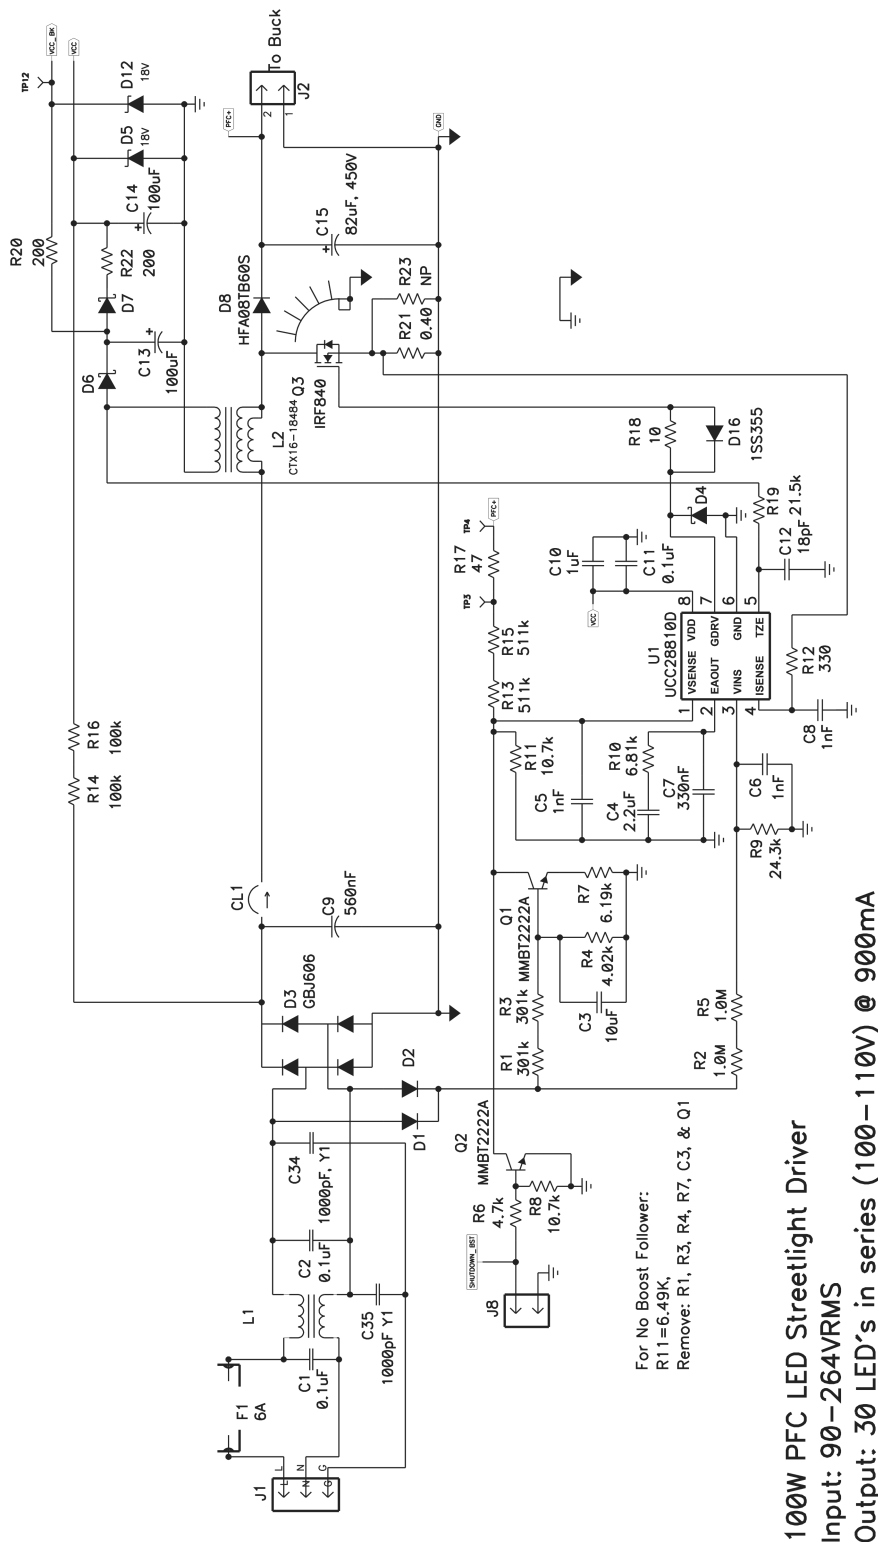 J1
L
N
G
L
N
G
F1
6A
C1
0.1uF
L1
C35
1000pF Y1
C2
0.1uF
C34
1000pF, Y1
D1
D2
D3
GBJ606
CL1
C9
560nF
R14
100k
R16
100k
L2
CTX16-18484
Q3
IRF840
D6
C13
100uF
D7
R22
200
R20
200
C14
100uF
D5
18V
D12
18V
TP12
VCC_BK
VCC
D8
HFA08TB60S
R21
0.40
R23
NP
C15
82uF, 450V
PFC+
GND
2
1
J2
To Buck
J8
SHUTDOWN_BST
R6
4.7k
R8
10.7k
Q2
MMBT2222A
R1
301k
R3
301k
C3
10uF
R4
4.02k
Q1
MMBT2222A
R7
6.19k
R2
1.0M
R5
1.0M
R9
24.3k
C6
1nF
C5
1nF
R11
10.7k
C4
2.2uF
R10
6.81k
C7
330nF
R13
511k
R15
511k
TP3
R17
47
TP4
PFC+
U1
UCC28810D
1 VSENSE VDD 8
2 EAOUT GDRV 7
3 VINS GND 6
4 ISENSE TZE 5
C8
1nF
R12
330
VCC
C10
1uF
C11
0.1uF
D4
C12
18pF
R19
21.5k
R18
10
D16
1SS355
For No Boost Follower:
R11=6.49K,
Remove: R1, R3, R4, R7, C3, & Q1
100W PFC LED Streetlight Driver
Input: 90-264VRMS
Output: 30 LED's in series (100-110V) @ 900mA